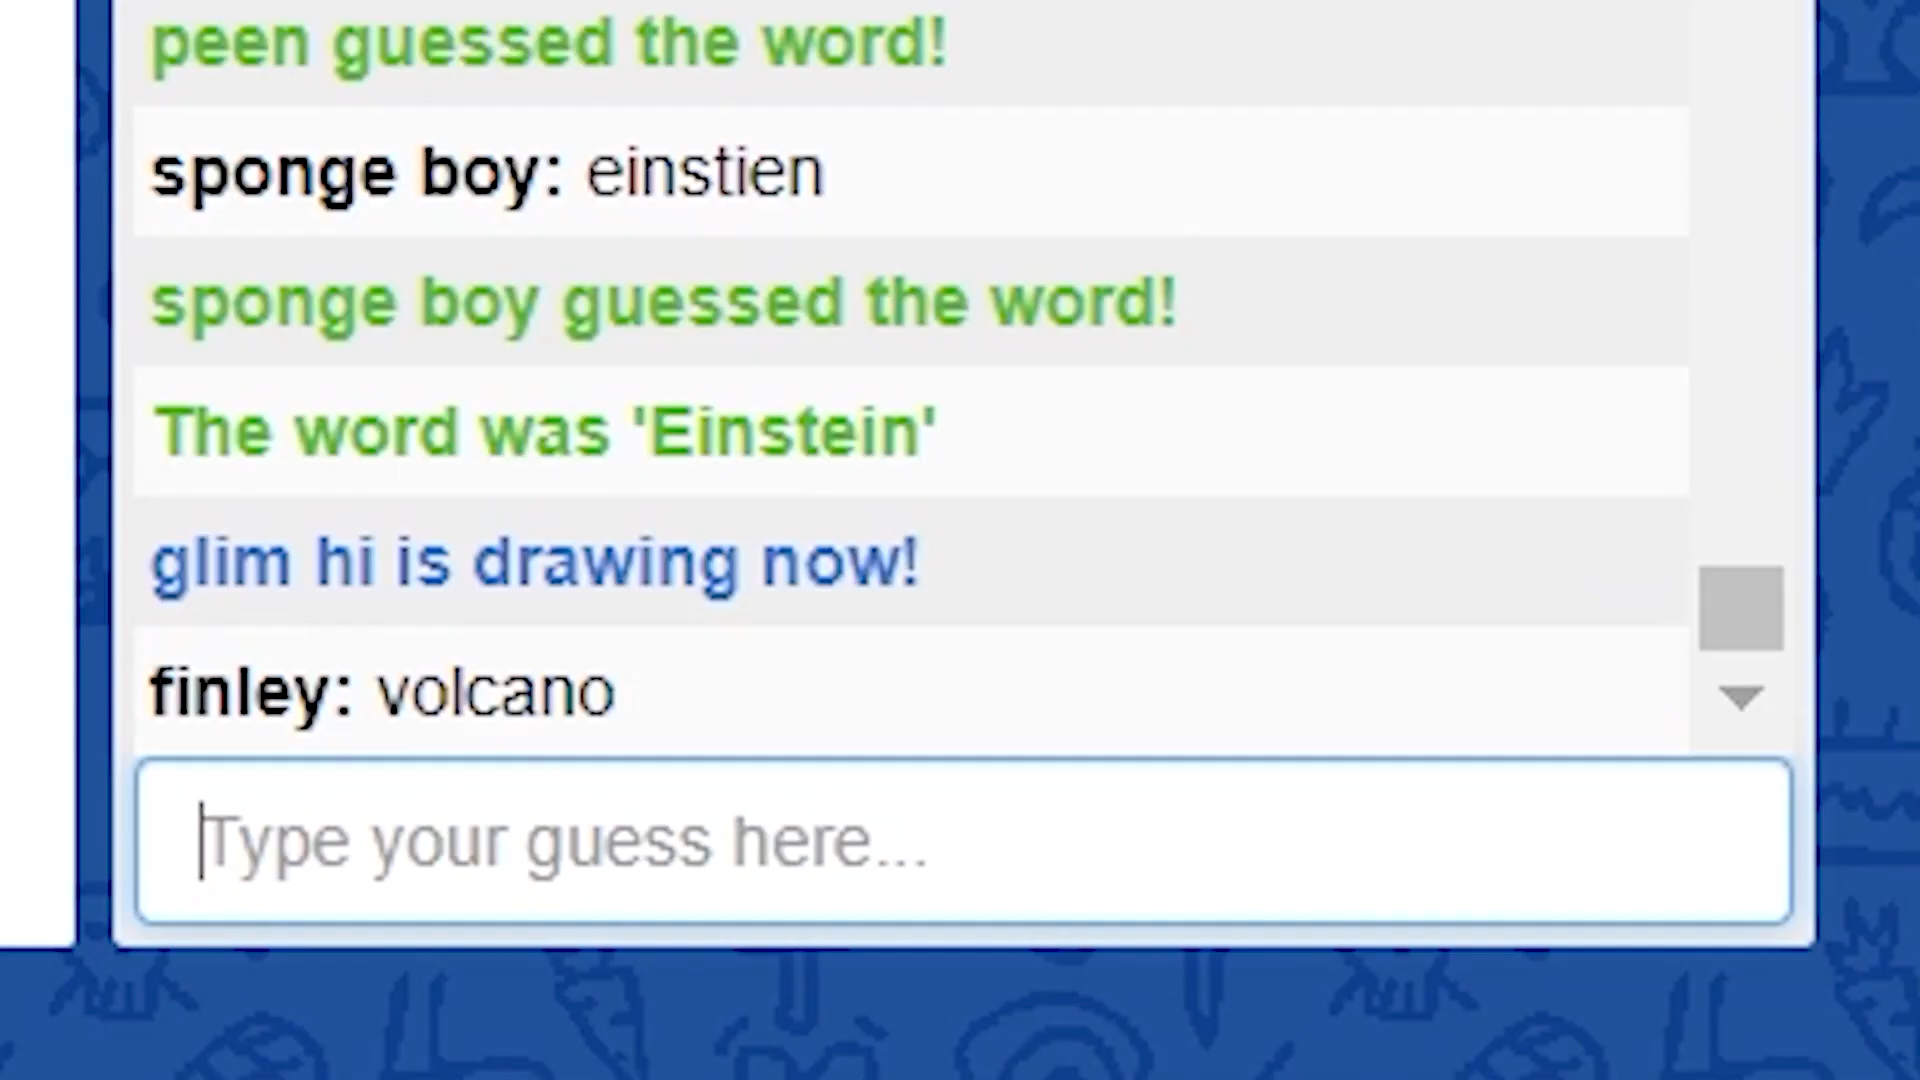 peen guessed the word!
sponge boy: einstien
sponge boy guessed the word!
The word was 'Einstein'
glim hi is drawing now!
finley: volcano
Type your guess here...